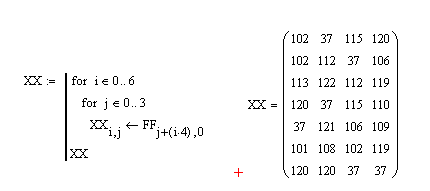 XX := for i ∈ 0..6
for j ∈ 0..3
XX i,j ← FF j+(i·4),0
XX
XX =
102 37 115 120
102 112 37 106
113 122 112 119
120 37 115 110
37 121 106 109
101 108 102 119
120 120 37 37
+